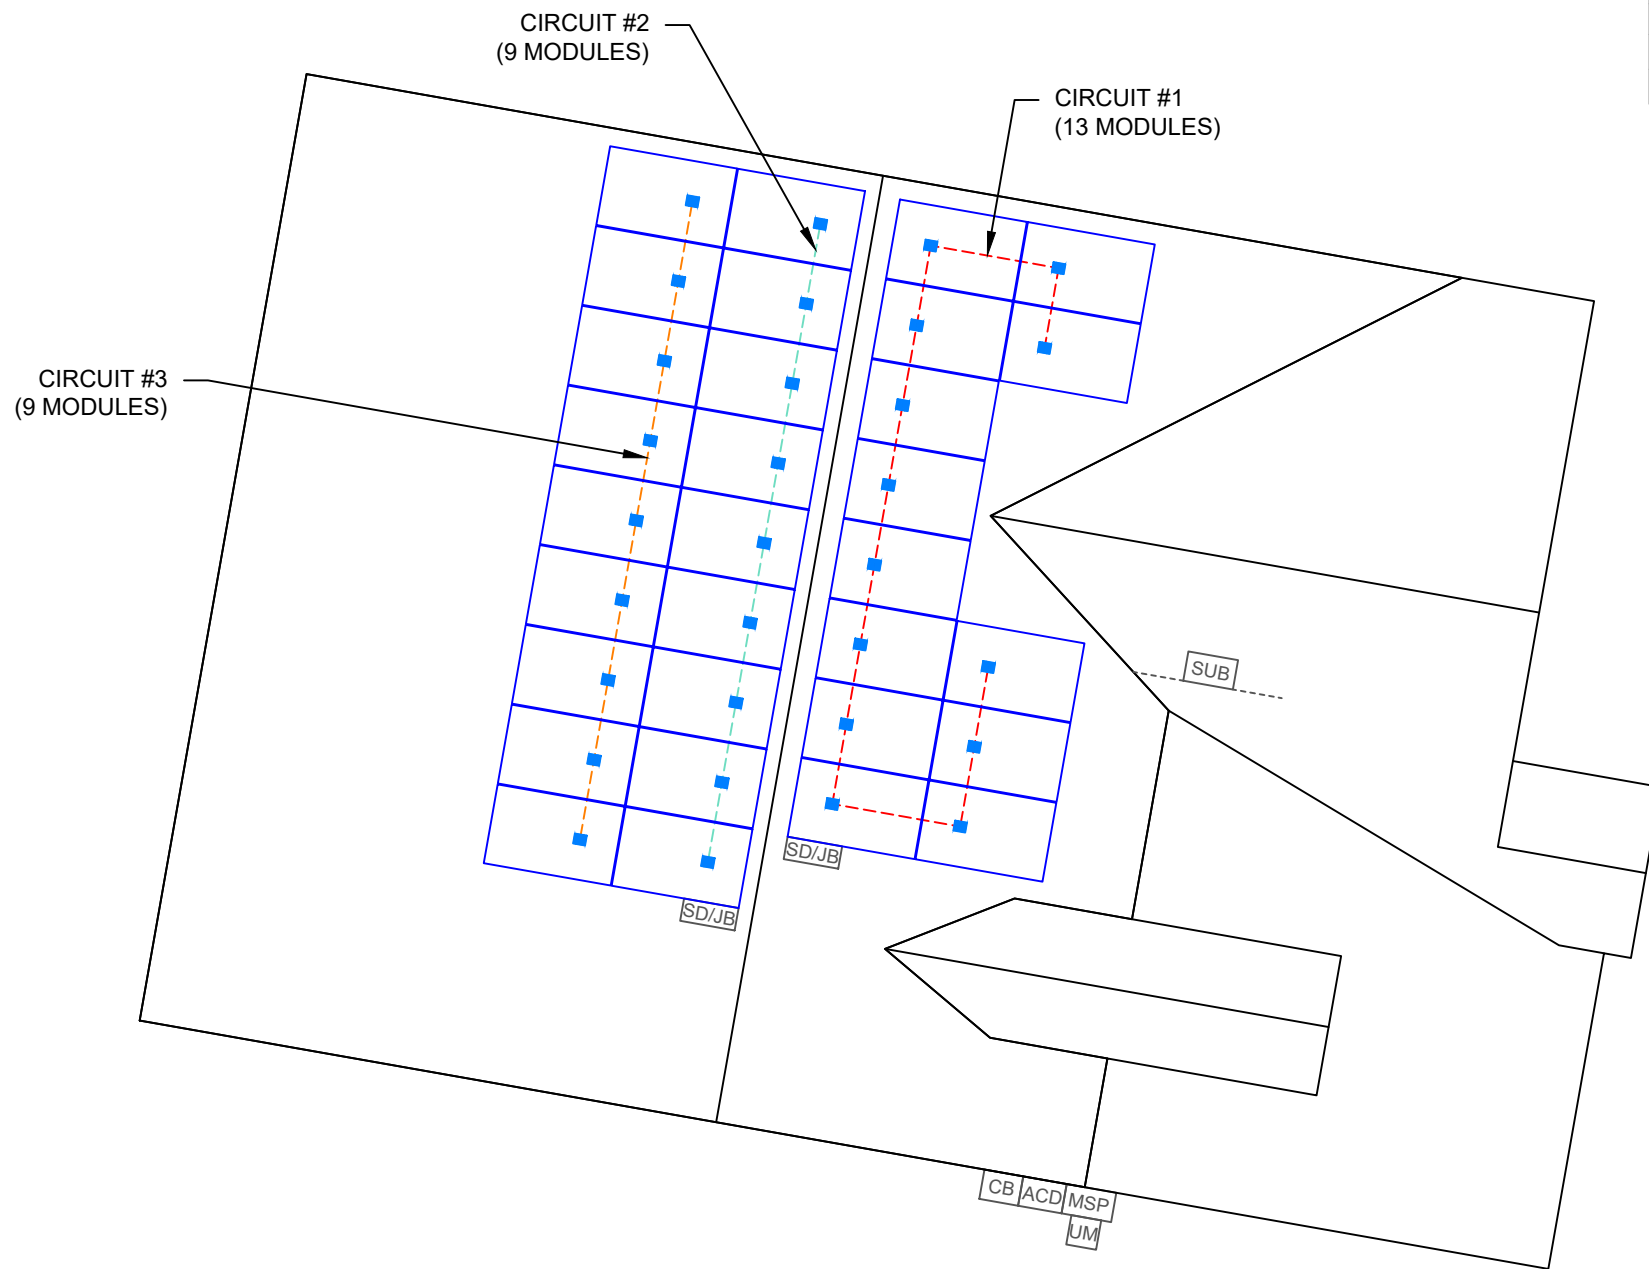 CIRCUIT #2
(9 MODULES)
CIRCUIT #1
(13 MODULES)
CIRCUIT #3
(9 MODULES)
SUB
SD/JB
SD/JB
CB
ACD
MSP
UM